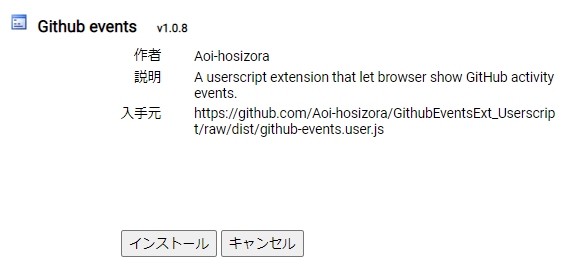 Github events v1.0.8
作者 Aoi-hosizora
説明 A userscript extension that let browser show GitHub activity
events.
入手元 https://github.com/Aoi-hosizora/GithubEventsExt_Userscrip
t/raw/dist/github-events.user.js
インストール キャンセル